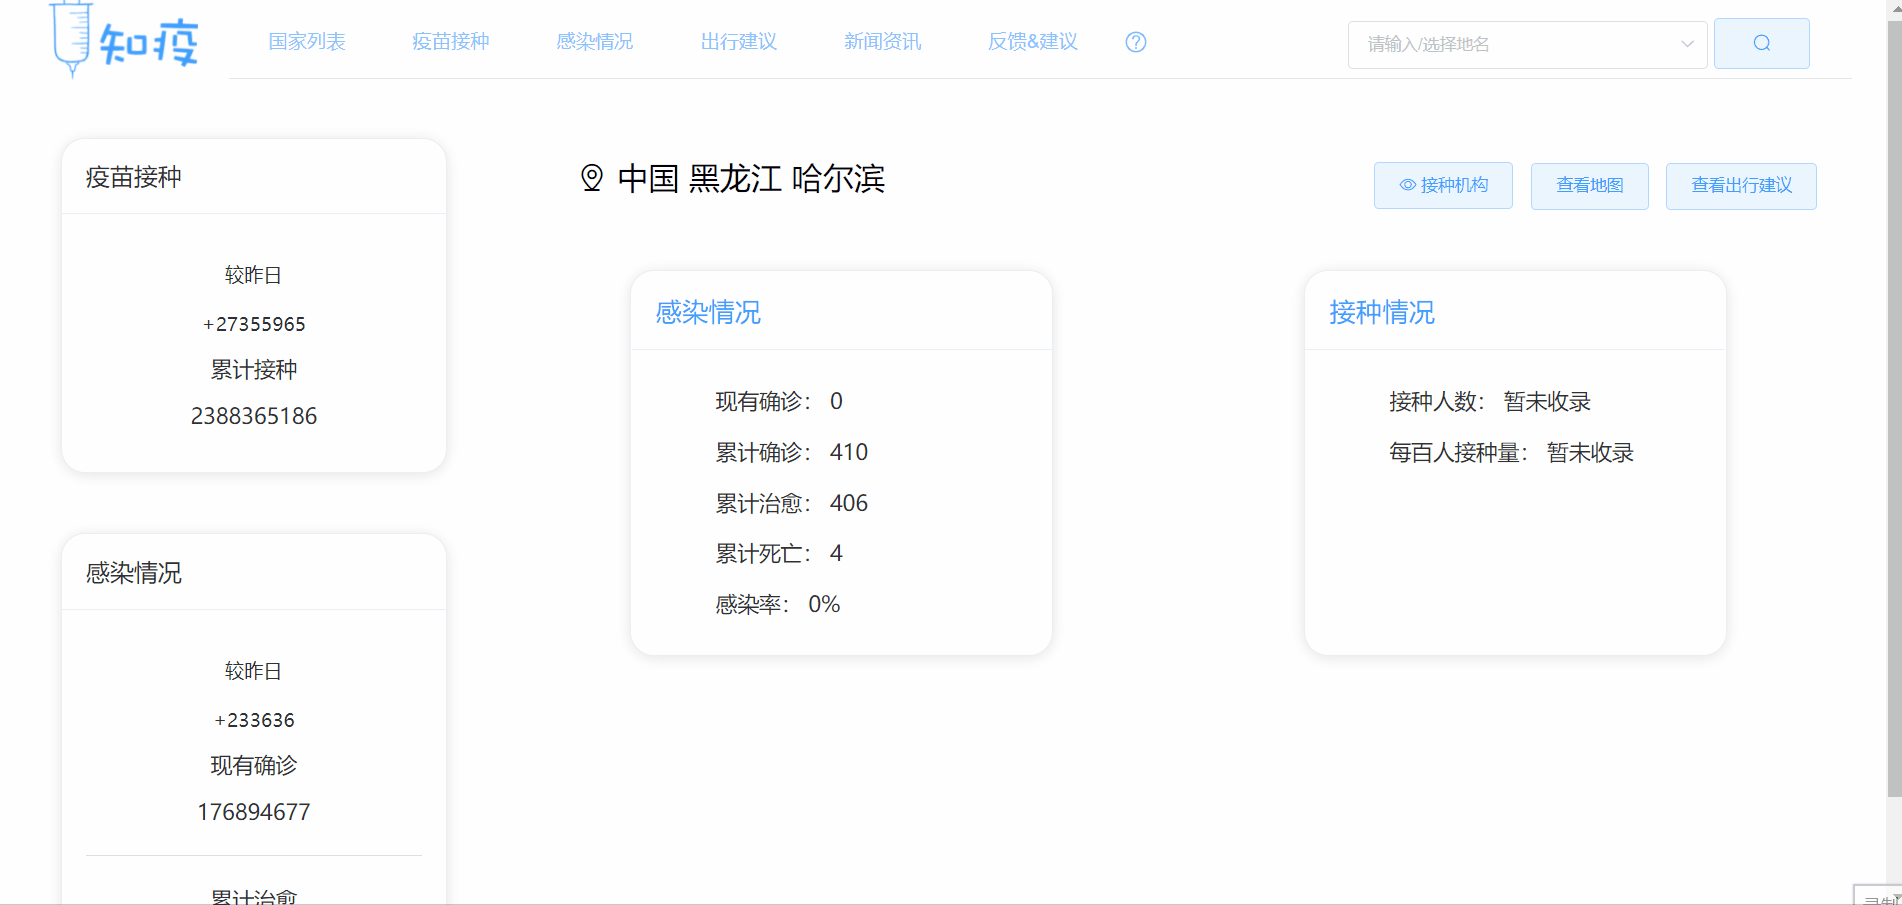 知疫
国家列表 疫苗接种 感染情况 出行建议 新闻资讯 反馈&建议
请输入/选择地名
疫苗接种
较昨日
+27355965
累计接种
2388365186
感染情况
较昨日
+233636
现有确诊
176894677
累计治愈
中国 黑龙江 哈尔滨
接种机构 查看地图 查看出行建议
感染情况
现有确诊： 0
累计确诊： 410
累计治愈： 406
累计死亡： 4
感染率： 0%
接种情况
接种人数： 暂未收录
每百人接种量： 暂未收录